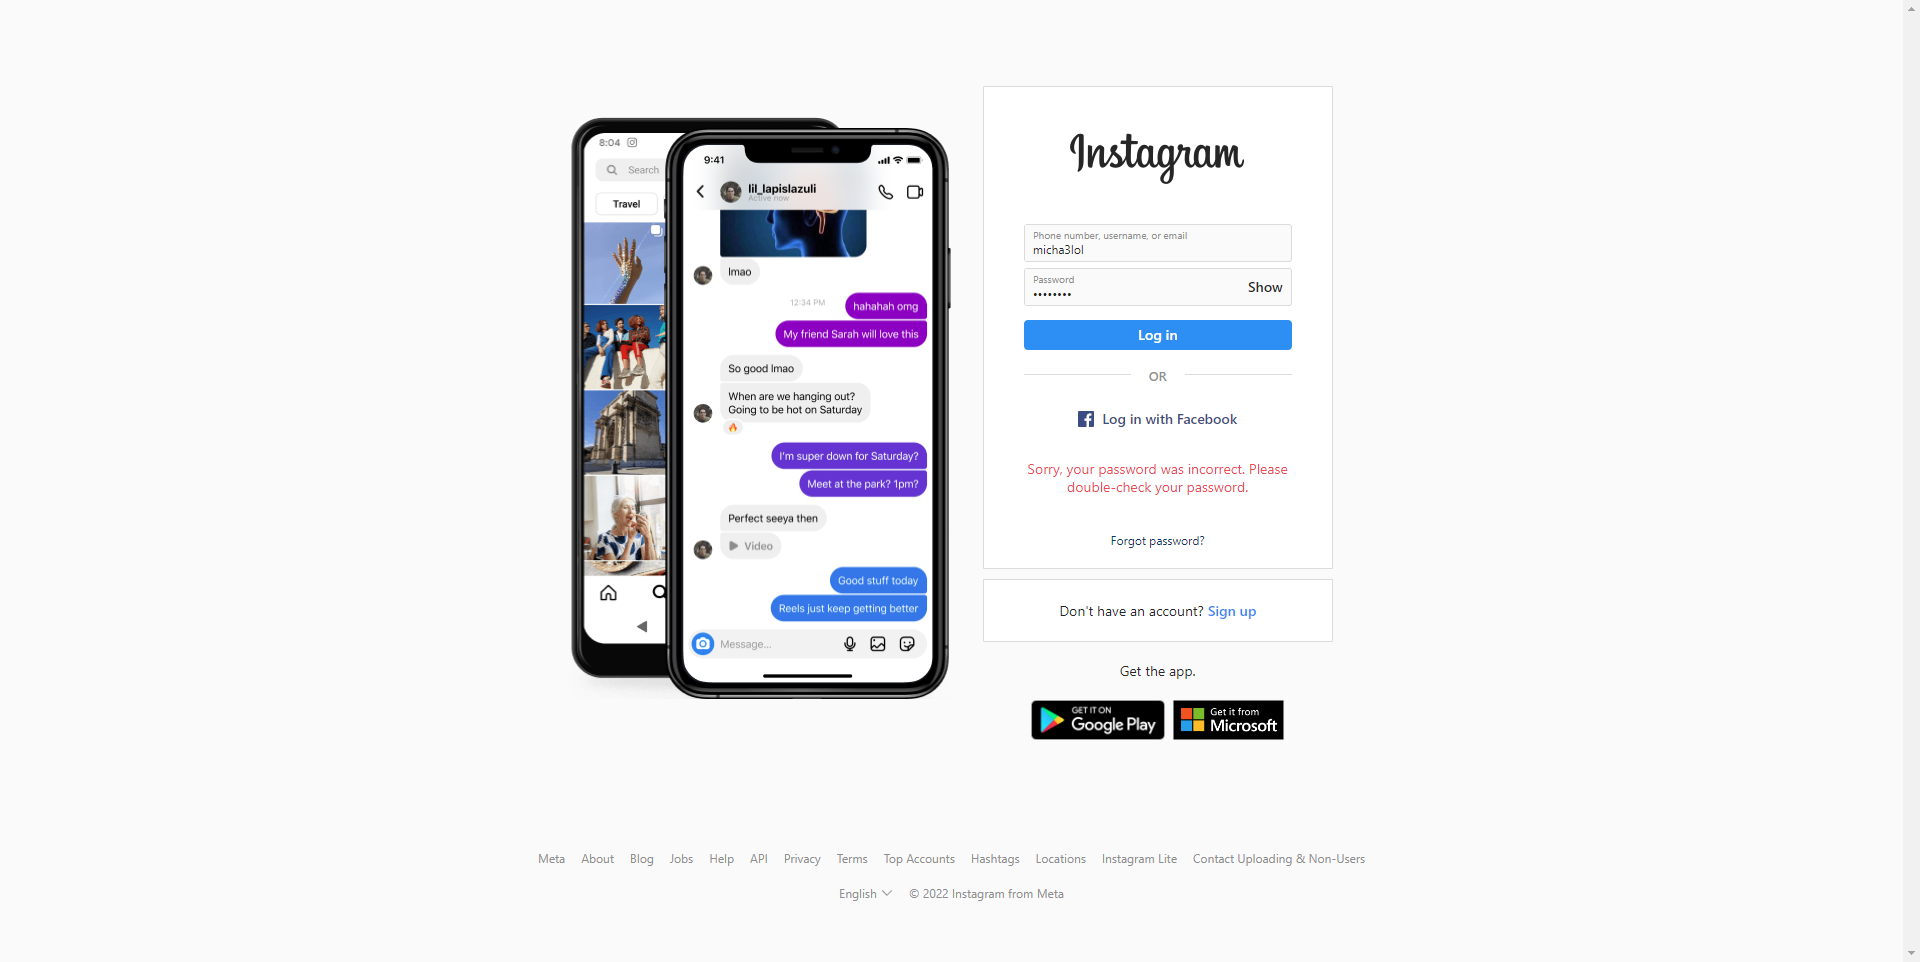 8:04
Search
Travel
9:41
lil_lapislazuli
Active now
lmao
12:34 PM
hahahah omg
My friend Sarah will love this
So good lmao
When are we hanging out?
Going to be hot on Saturday
🔥
I'm super down for Saturday?
Meet at the park? 1pm?
Perfect seeya then
Video
Good stuff today
Reels just keep getting better
Message...
Instagram
Phone number, username, or email
micha3lol
Password
••••••••
Show
Log in
OR
Log in with Facebook
Sorry, your password was incorrect. Please
double-check your password.
Forgot password?
Don't have an account? Sign up
Get the app.
GET IT ON
Google Play
Get it from
Microsoft
Meta About Blog Jobs Help API Privacy Terms Top Accounts Hashtags Locations Instagram Lite Contact Uploading & Non-Users
English © 2022 Instagram from Meta